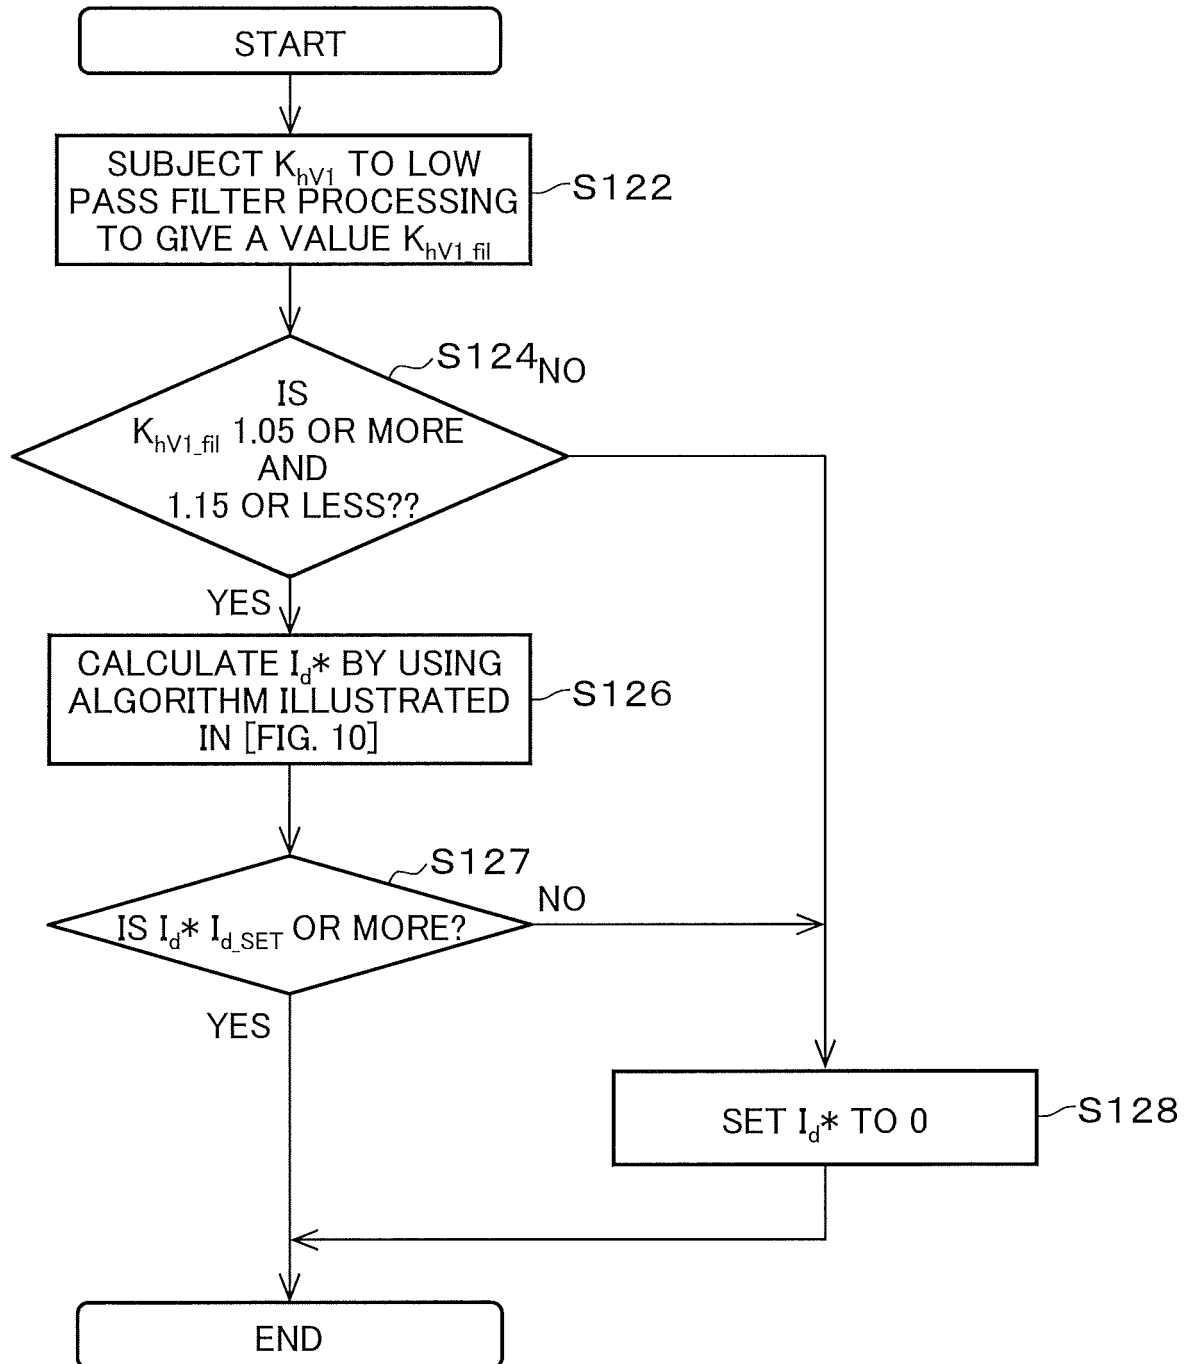 START
SUBJECT KhV1 TO LOW
PASS FILTER PROCESSING
TO GIVE A VALUE KhV1_fil
S122
S124
NO
IS
KhV1_fil 1.05 OR MORE
AND
1.15 OR LESS??
YES
CALCULATE Id* BY USING
ALGORITHM ILLUSTRATED
IN [FIG. 10]
S126
S127
NO
IS Id* Id_SET OR MORE?
YES
SET Id* TO 0
S128
END